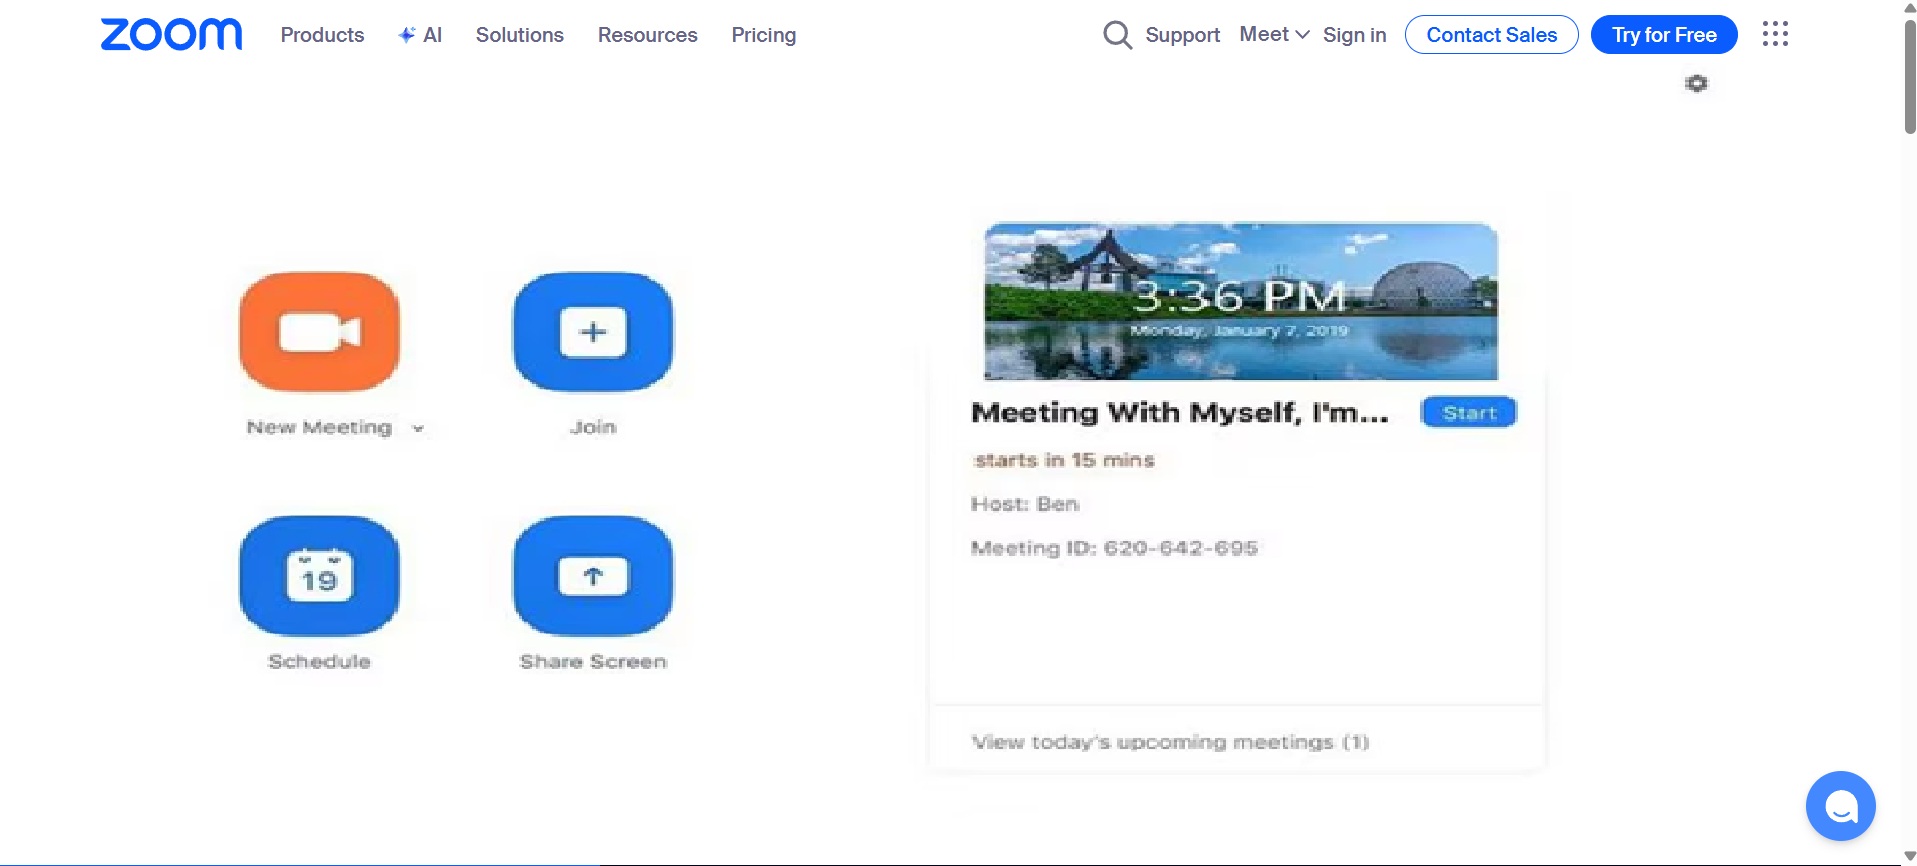 zoom Products AI Solutions Resources Pricing Support Meet Sign in Contact Sales Try for Free
3:36 PM
Monday, January 7, 2019
Meeting With Myself, I'm... Start
New Meeting Join
starts in 15 mins
Host: Ben
Meeting ID: 620-642-695
19
Schedule Share Screen
View today's upcoming meetings (1)